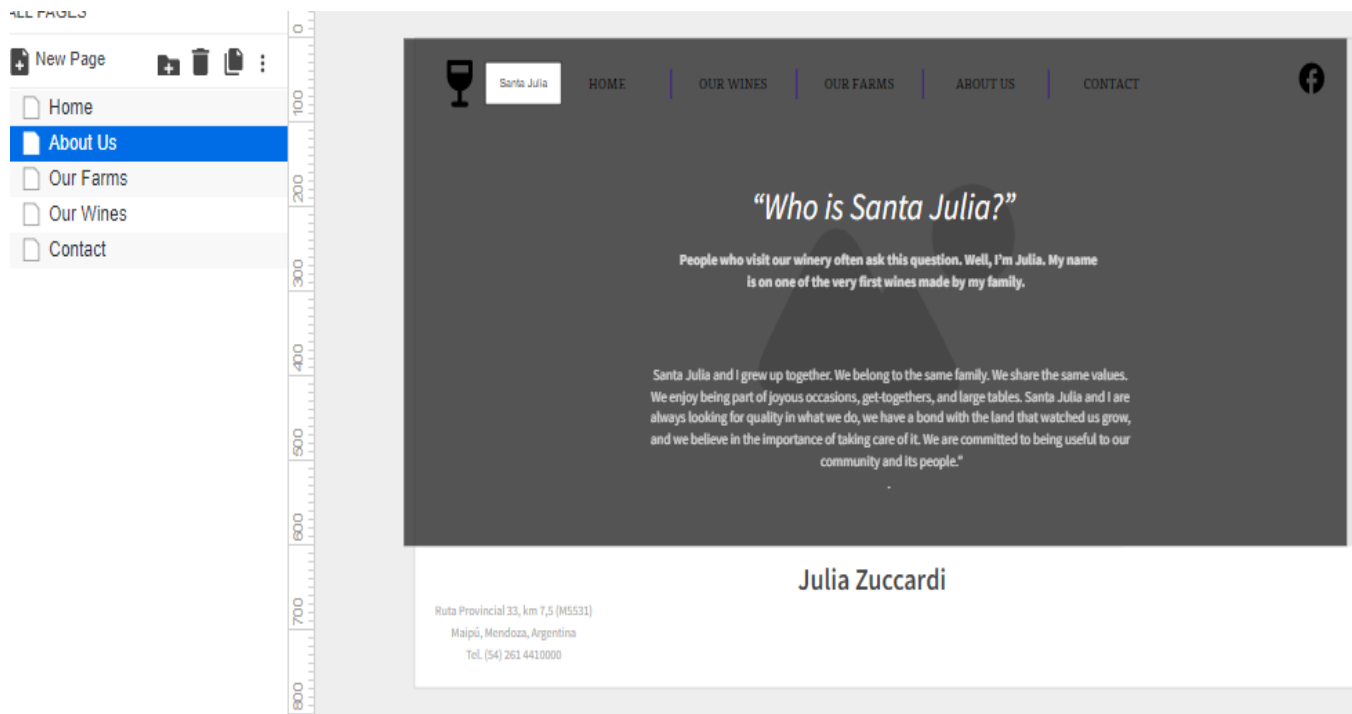 ALL PAGES
New Page
Home
About Us
Our Farms
Our Wines
Contact
0
100
200
300
400
500
600
700
800
Santa Julia
HOME
OUR WINES
OUR FARMS
ABOUT US
CONTACT
“Who is Santa Julia?”
People who visit our winery often ask this question. Well, I’m Julia. My name
is on one of the very first wines made by my family.
Santa Julia and I grew up together. We belong to the same family. We share the same values.
We enjoy being part of joyous occasions, get-togethers, and large tables. Santa Julia and I are
always looking for quality in what we do, we have a bond with the land that watched us grow,
and we believe in the importance of taking care of it. We are committed to being useful to our
community and its people.“
-
Julia Zuccardi
Ruta Provincial 33, km 7,5 (M5531)
Maipú, Mendoza, Argentina
Tel. (54) 261 4410000